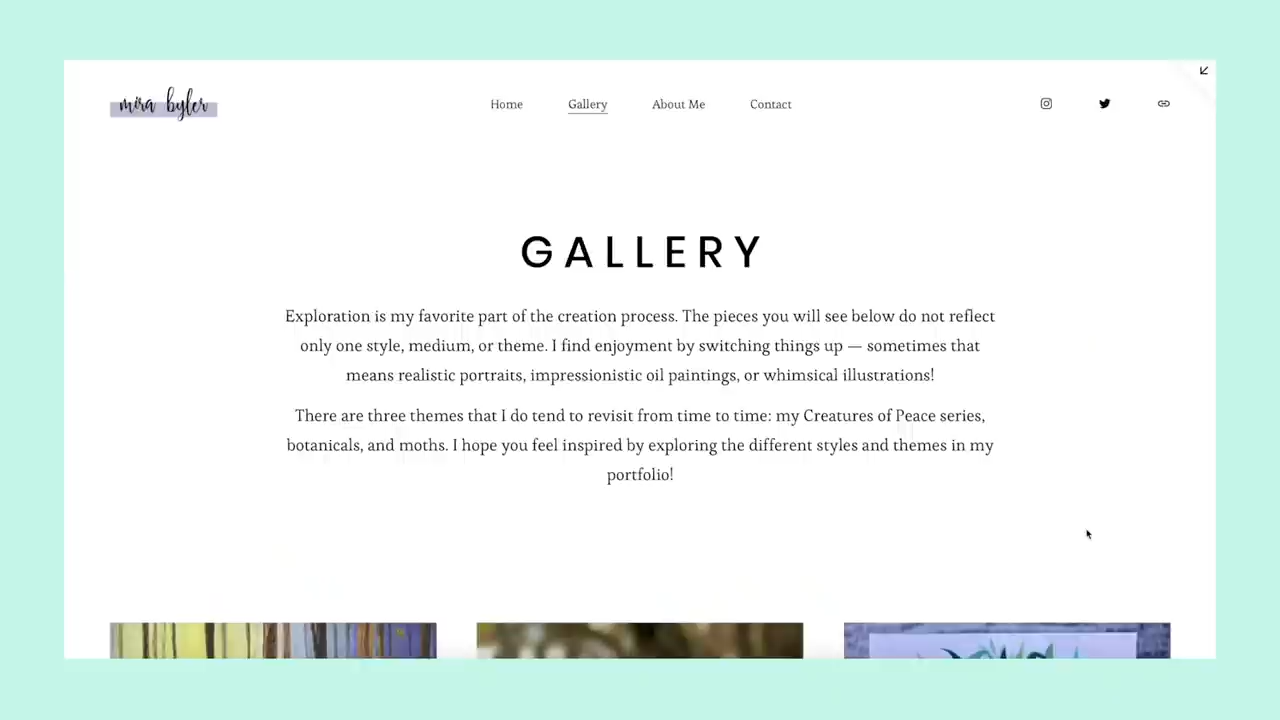 mira byler
Home Gallery About Me Contact
GALLERY
Exploration is my favorite part of the creation process. The pieces you will see below do not reflect
only one style, medium, or theme. I find enjoyment by switching things up — sometimes that
means realistic portraits, impressionistic oil paintings, or whimsical illustrations!
There are three themes that I do tend to revisit from time to time: my Creatures of Peace series,
botanicals, and moths. I hope you feel inspired by exploring the different styles and themes in my
portfolio!